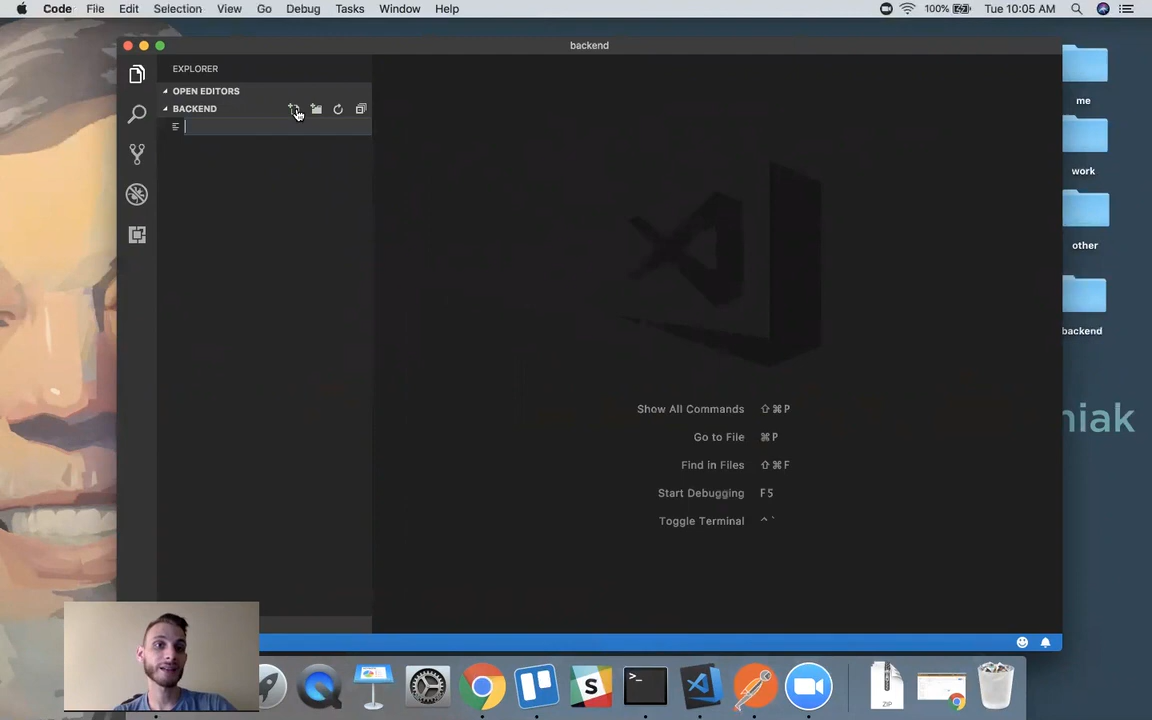 Code File Edit Selection View Go Debug Tasks Window Help 100% Tue 10:05 AM
backend
EXPLORER
OPEN EDITORS
BACKEND
me
work
other
backend
niak
Show All Commands ⇧⌘P
Go to File ⌘P
Find in Files ⇧⌘F
Start Debugging F5
Toggle Terminal ^`
ZIP